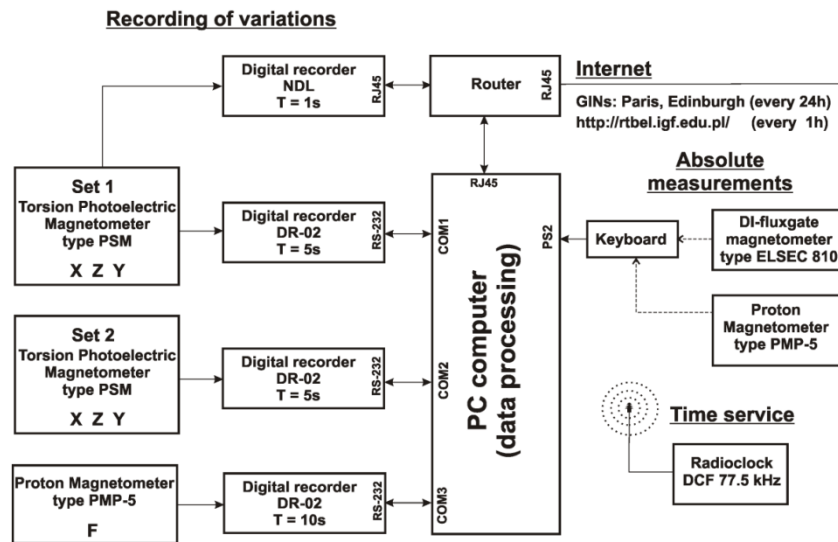 Recording of variations
Digital recorder
NDL
T = 1s
RJ45
Router
RJ45
Internet
GINs: Paris, Edinburgh (every 24h)
http://rtbel.igf.edu.pl/ (every 1h)
Set 1
Torsion Photoelectric
Magnetometer
type PSM
X Z Y
Digital recorder
DR-02
T = 5s
RS-232
Set 2
Torsion Photoelectric
Magnetometer
type PSM
X Z Y
Digital recorder
DR-02
T = 5s
RS-232
Proton Magnetometer
type PMP-5
F
Digital recorder
DR-02
T = 10s
RS-232
RJ45
COM1
COM2
COM3
PS2
PC computer
(data processing)
Absolute
measurements
Keyboard
DI-fluxgate
magnetometer
type ELSEC 810
Proton
Magnetometer
type PMP-5
Time service
Radioclock
DCF 77.5 kHz